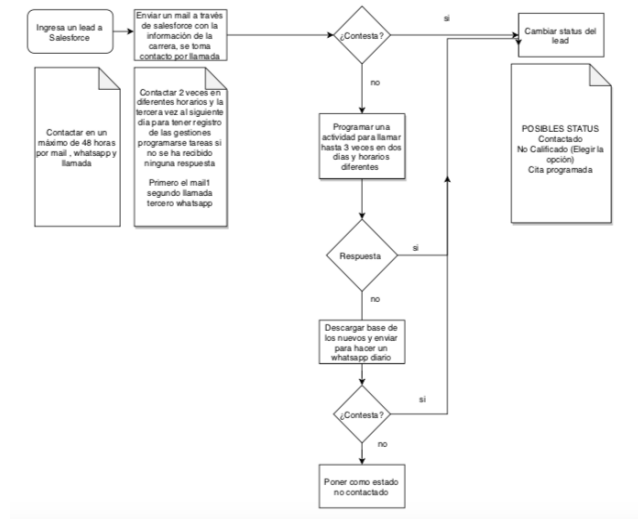 Ingresa un lead a
Salesforce
Enviar un mail a través
de salesforce con la
información de la
carrera, se toma
contacto por llamada
¿Contesta?
si
Cambiar status del
lead
no
Contactar en un
máximo de 48 horas
por mail , whatsapp y
llamada
Contactar 2 veces en
diferentes horarios y la
tercera vez al siguiente
día para tener registro
de las gestiones
programarse tareas si
no se ha recibido
ninguna respuesta
Primero el mail1
segundo llamada
tercero whatsapp
Programar una
actividad para llamar
hasta 3 veces en dos
días y horarios
diferentes
POSIBLES STATUS
Contactado
No Calificado (Elegir la
opción)
Cita programada
Respuesta
si
no
Descargar base de
los nuevos y enviar
para hacer un
whatsapp diario
¿Contesta?
si
no
Poner como estado
no contactado